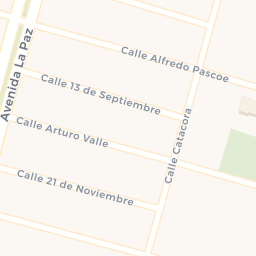 Avenida La Paz
Calle Alfredo Pascoe
Calle 13 de Septiembre
Calle Arturo Valle
Calle Catacora
Calle 21 de Noviembre